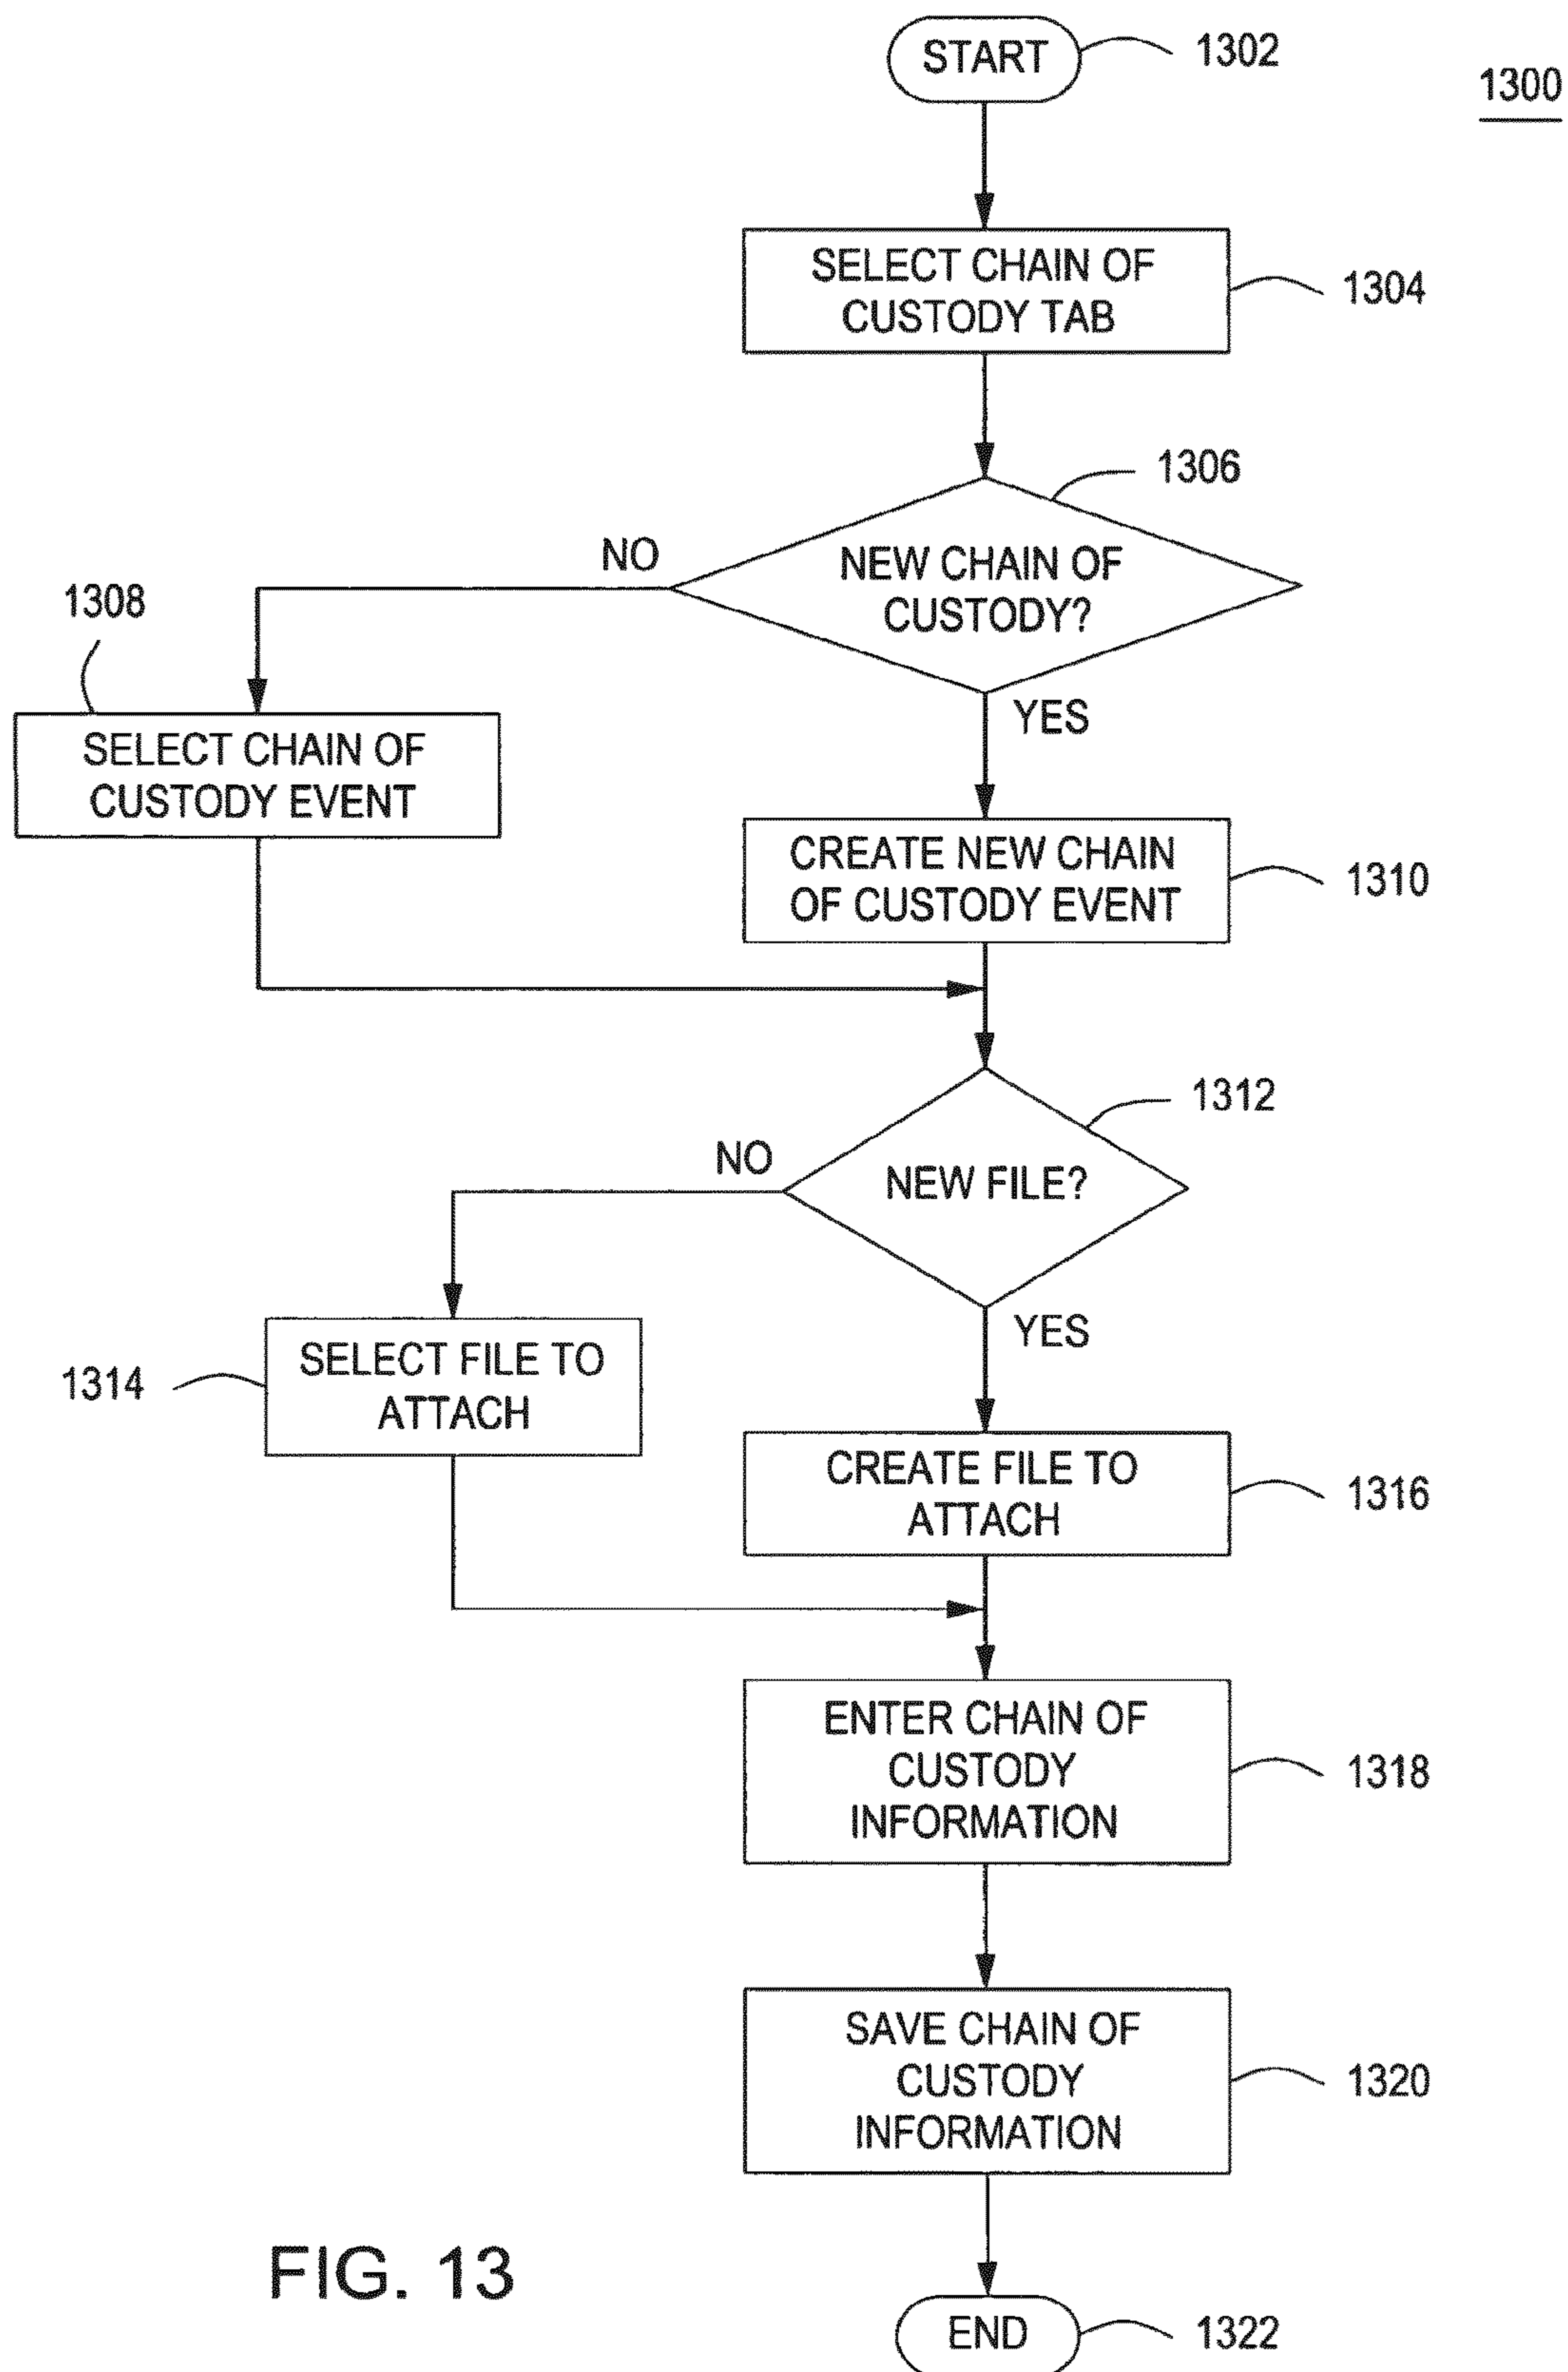 START
1302
1300
SELECT CHAIN OF
CUSTODY TAB
1304
1306
NEW CHAIN OF
CUSTODY?
NO
YES
1308
SELECT CHAIN OF
CUSTODY EVENT
CREATE NEW CHAIN
OF CUSTODY EVENT
1310
1312
NEW FILE?
NO
YES
1314
SELECT FILE TO
ATTACH
CREATE FILE TO
ATTACH
1316
ENTER CHAIN OF
CUSTODY
INFORMATION
1318
SAVE CHAIN OF
CUSTODY
INFORMATION
1320
FIG. 13
END
1322